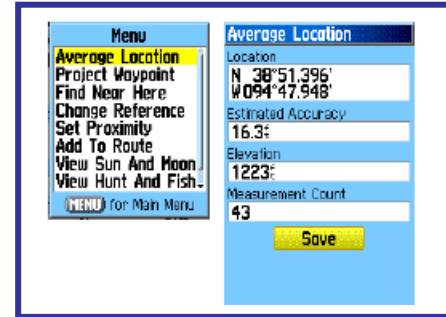 Menu
Average Location
Project Waypoint
Find Near Here
Change Reference
Set Proximity
Add To Route
View Sun And Moon
View Hunt And Fish
MENU for Main Menu
Average Location
Location
N 38°51.396'
W094°47.948'
Estimated Accuracy
16.3
Elevation
1223
Measurement Count
43
Save